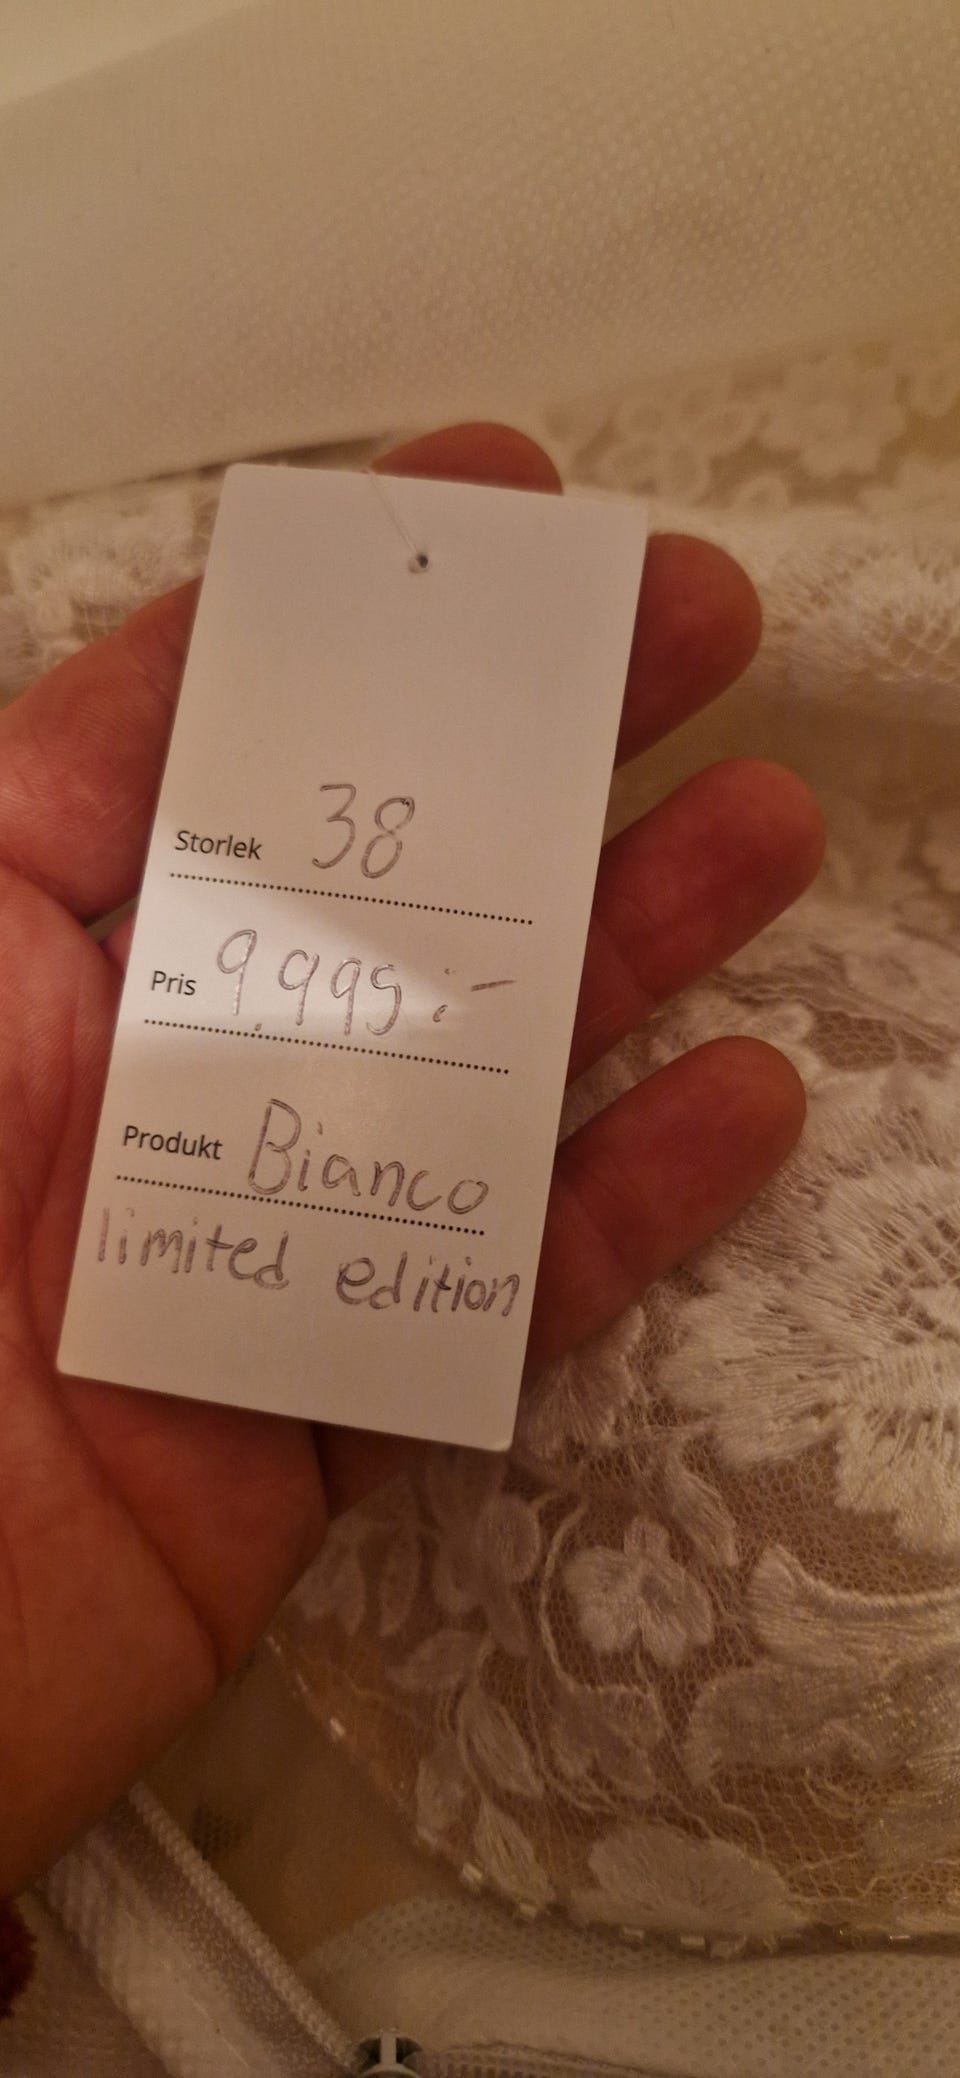 Storlek 38
Pris 9.995:-
Produkt Bianco
limited edition